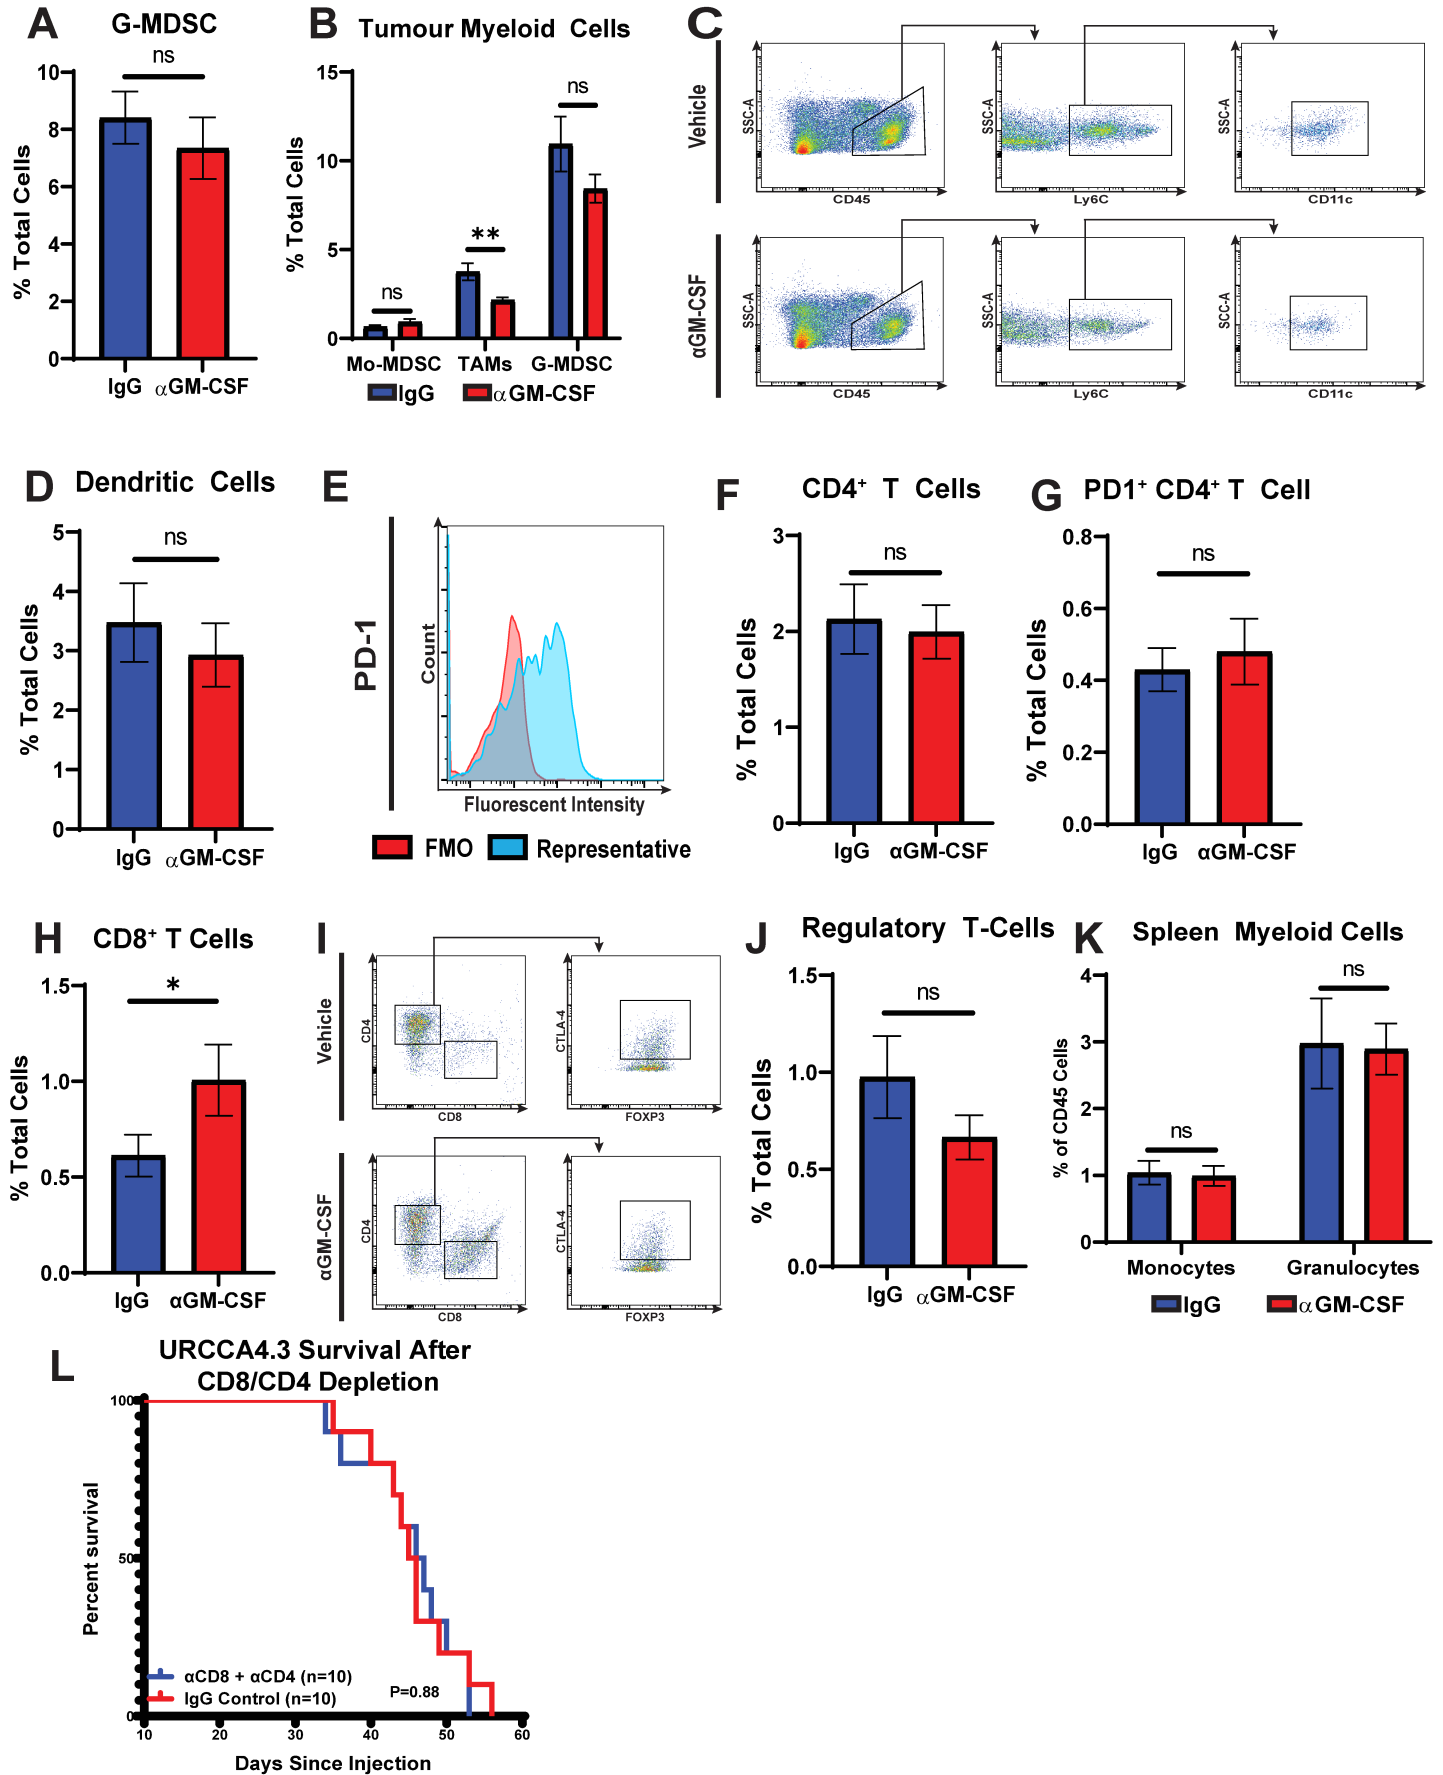 A
G-MDSC
ns
10
8
6
4
2
0
% Total Cells
IgG
αGM-CSF
B
Tumour Myeloid Cells
15
10
5
0
% Total Cells
ns
**
ns
Mo-MDSC
TAMs
G-MDSC
IgG
αGM-CSF
C
Vehicle
SSC-A
CD45
SSC-A
Ly6C
SSC-A
CD11c
αGM-CSF
SSC-A
CD45
SSC-A
Ly6C
SCC-A
CD11c
D
Dendritic Cells
ns
5
4
3
2
1
0
% Total Cells
IgG
αGM-CSF
E
PD-1
Count
Fluorescent Intensity
FMO
Representative
F
CD4+ T Cells
ns
3
2
1
0
% Total Cells
IgG
αGM-CSF
G
PD1+ CD4+ T Cell
ns
0.8
0.6
0.4
0.2
0.0
% Total Cells
IgG
αGM-CSF
H
CD8+ T Cells
*
1.5
1.0
0.5
0.0
% Total Cells
IgG
αGM-CSF
I
Vehicle
CD4
CD8
CTLA-4
FOXP3
αGM-CSF
CD4
CD8
CTLA-4
FOXP3
J
Regulatory T-Cells
ns
1.5
1.0
0.5
0.0
% Total Cells
IgG
αGM-CSF
K
Spleen Myeloid Cells
ns
ns
4
3
2
1
0
% of CD45 Cells
Monocytes
Granulocytes
IgG
αGM-CSF
L
URCCA4.3 Survival After
CD8/CD4 Depletion
100
50
0
Percent survival
αCD8 + αCD4 (n=10)
IgG Control (n=10)
P=0.88
10
20
30
40
50
60
Days Since Injection